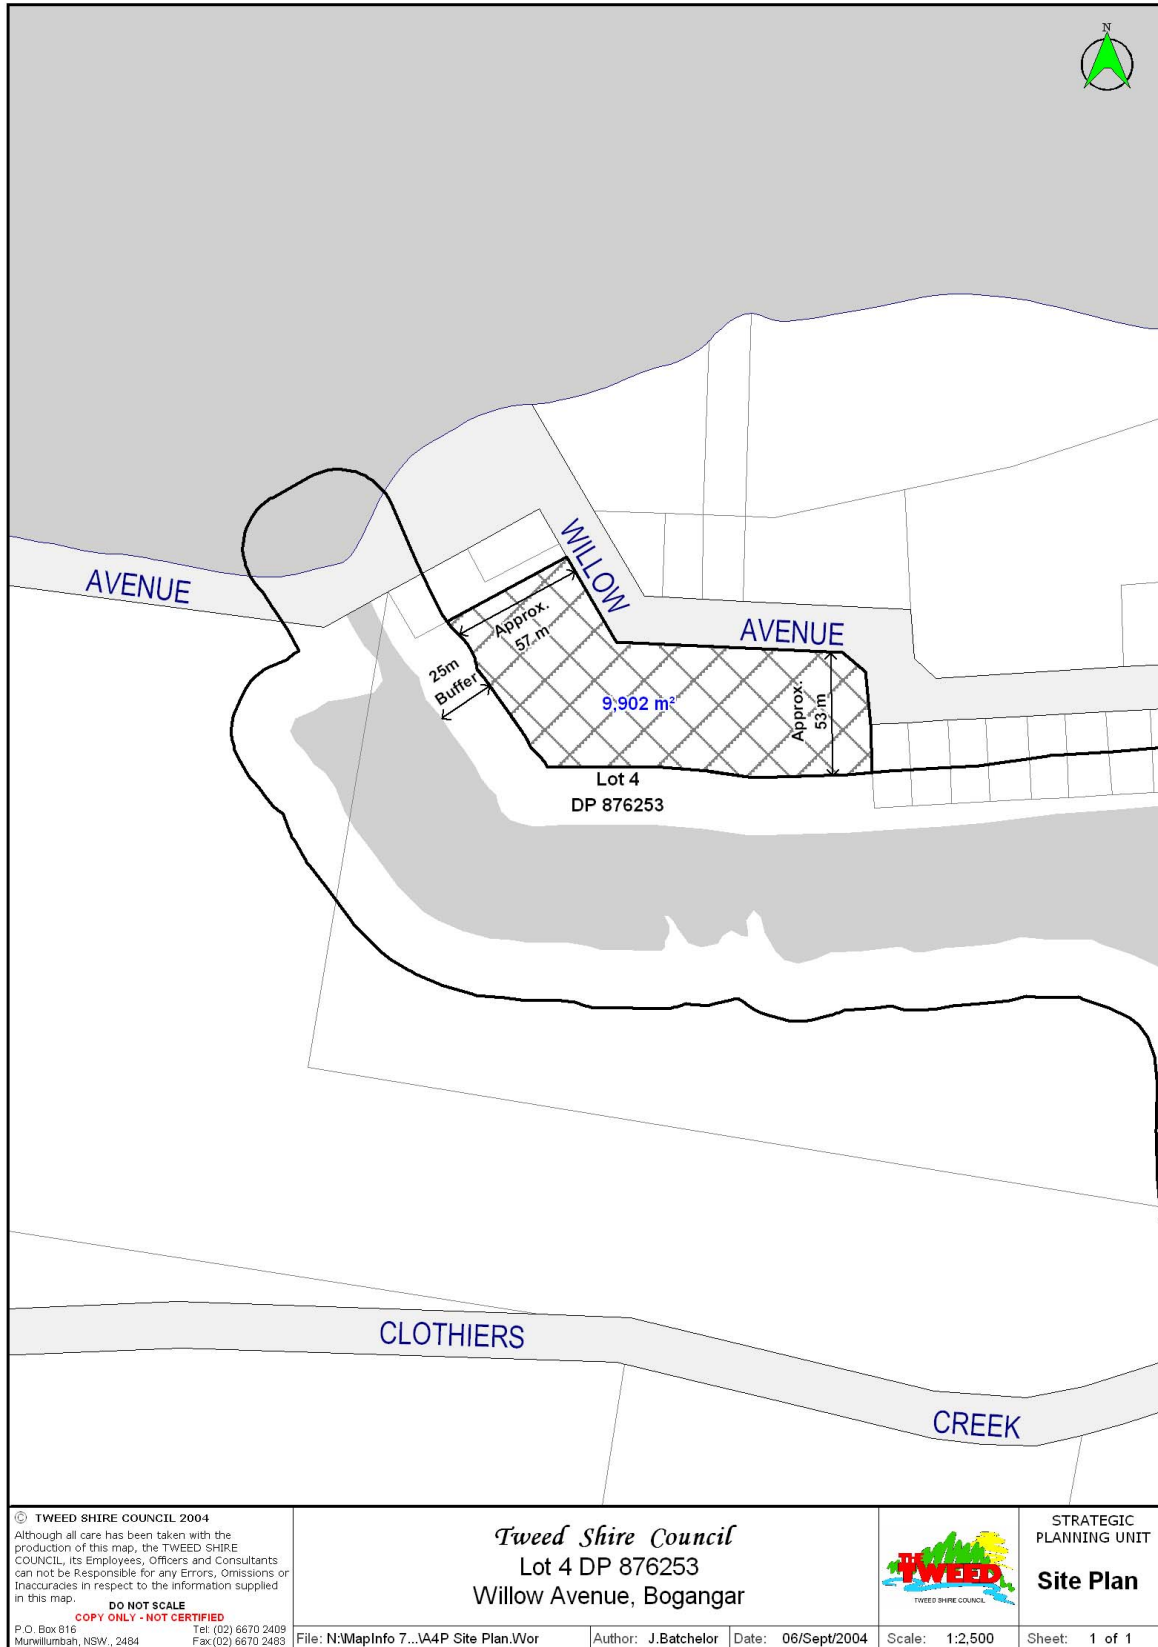 N
WILLOW
AVENUE
AVENUE
Approx.
57 m
25m
Buffer
9,902 m²
Approx.
53 m
Lot 4
DP 876253
CLOTHIERS
CREEK
© TWEED SHIRE COUNCIL 2004
Although all care has been taken with the
production of this map, the TWEED SHIRE
COUNCIL, its Employees, Officers and Consultants
can not be Responsible for any Errors, Omissions or
Inaccuracies in respect to the information supplied
in this map.
DO NOT SCALE
COPY ONLY - NOT CERTIFIED
P.O. Box 816 Tel: (02) 6670 2409
Murwillumbah, NSW., 2484 Fax:(02) 6670 2483
Tweed Shire Council
Lot 4 DP 876253
Willow Avenue, Bogangar
File: N:\MapInfo 7...\A4P Site Plan.Wor
Author: J.Batchelor
Date: 06/Sept/2004
THE TWEED
TWEED SHIRE COUNCIL
Scale: 1:2,500
STRATEGIC
PLANNING UNIT
Site Plan
Sheet: 1 of 1